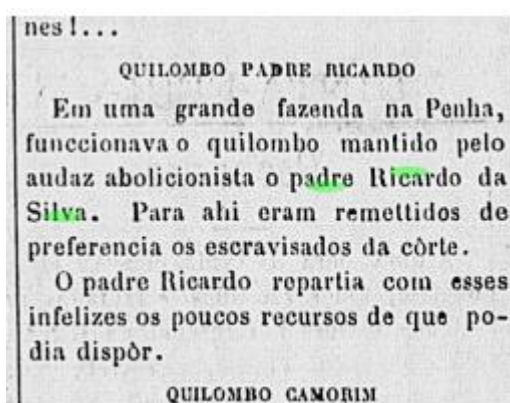 nes!...
QUILOMBO PADRE RICARDO
Em uma grande fazenda na Penha,
funccionava o quilombo mantido pelo
audaz abolicionista o padre Ricardo da
Silva. Para ahi eram remettidos de
preferencia os escravisados da côrte.
O padre Ricardo repartia com esses
infelizes os poucos recursos de que po-
dia dispôr.
QUILOMBO CAMORIM